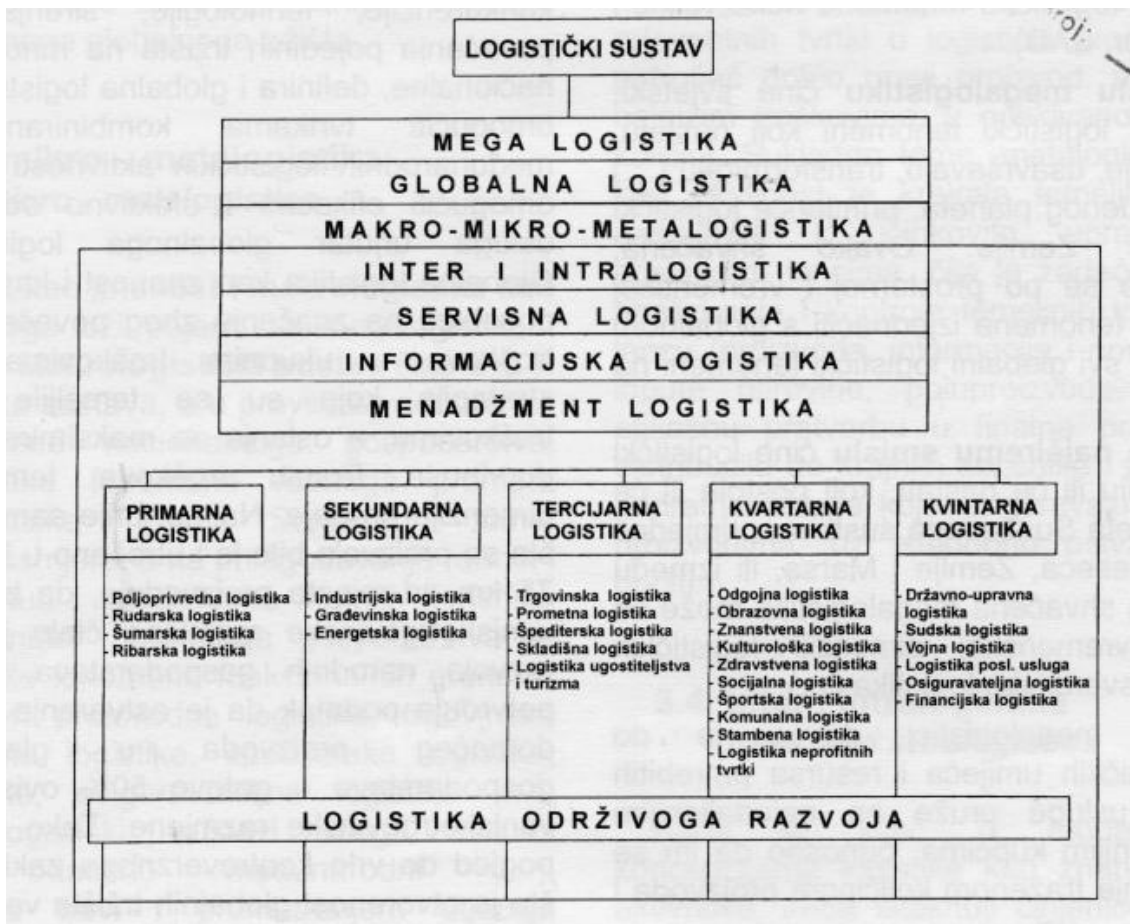 roj:
LOGISTIČKI SUSTAV
MEGA LOGISTIKA
GLOBALNA LOGISTIKA
MAKRO-MIKRO-METALOGISTIKA
INTER I INTRALOGISTIKA
SERVISNA LOGISTIKA
INFORMACIJSKA LOGISTIKA
MENADŽMENT LOGISTIKA
PRIMARNA
LOGISTIKA
SEKUNDARNA
LOGISTIKA
TERCIJARNA
LOGISTIKA
KVARTARNA
LOGISTIKA
KVINTARNA
LOGISTIKA
- Poljoprivredna logistika
- Rudarska logistika
- Šumarska logistika
- Ribarska logistika
- Industrijska logistika
- Građevinska logistika
- Energetska logistika
- Trgovinska logistika
- Prometna logistika
- Špediterska logistika
- Skladišna logistika
- Logistika ugostiteljstva
i turizma
- Odgojna logistika
- Obrazovna logistika
- Znanstvena logistika
- Kulturološka logistika
- Zdravstvena logistika
- Socijalna logistika
- Športska logistika
- Komunalna logistika
- Stambena logistika
- Logistika neprofitnih
tvrtki
- Državno-upravna
logistika
- Sudska logistika
- Vojna logistika
- Logistika posl. usluga
- Osiguravateljna logistika
- Financijska logistika
LOGISTIKA ODRŽIVOGA RAZVOJA